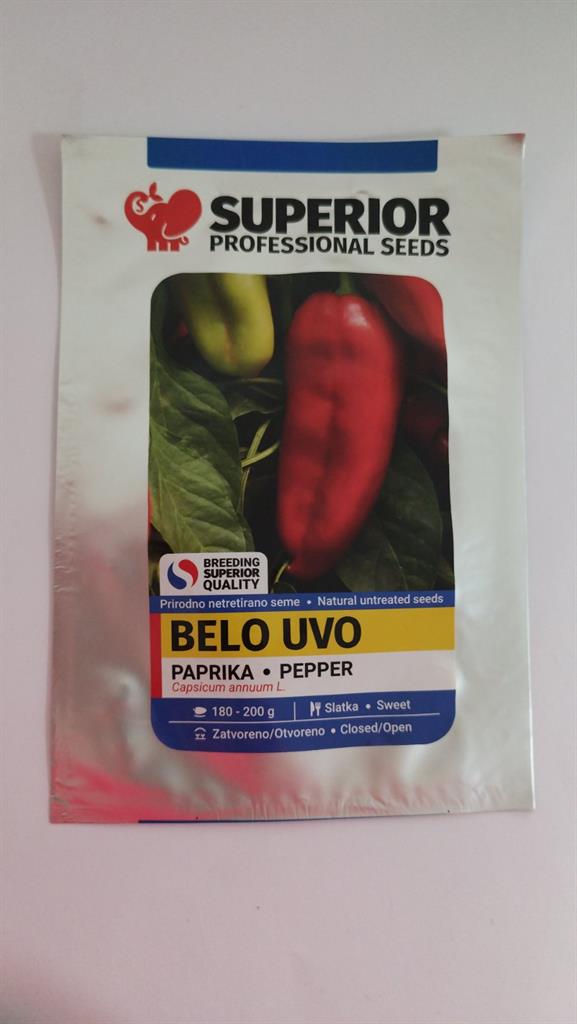 S
SUPERIOR
PROFESSIONAL SEEDS
BREEDING
SUPERIOR
QUALITY
Prirodno netretirano seme • Natural untreated seeds
BELO UVO
PAPRIKA • PEPPER
Capsicum annuum L.
180 - 200 g | Slatka • Sweet
Zatvoreno/Otvoreno • Closed/Open